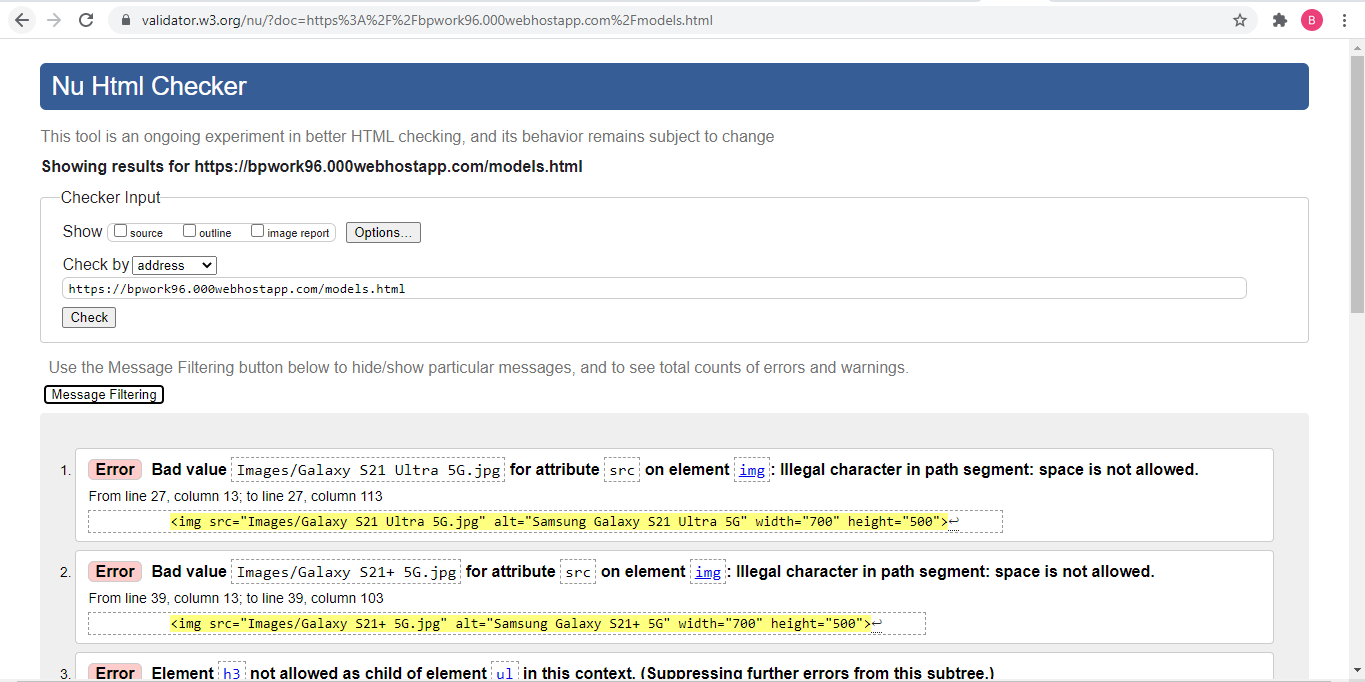 validator.w3.org/nu/?doc=https%3A%2F%2Fbpwork96.000webhostapp.com%2Fmodels.html
B
Nu Html Checker
This tool is an ongoing experiment in better HTML checking, and its behavior remains subject to change
Showing results for https://bpwork96.000webhostapp.com/models.html
Checker Input
Show source outline image report Options...
Check by address
https://bpwork96.000webhostapp.com/models.html
Check
Use the Message Filtering button below to hide/show particular messages, and to see total counts of errors and warnings.
Message Filtering
1. Error Bad value Images/Galaxy S21 Ultra 5G.jpg for attribute src on element img: Illegal character in path segment: space is not allowed.
From line 27, column 13; to line 27, column 113
<img src="Images/Galaxy S21 Ultra 5G.jpg" alt="Samsung Galaxy S21 Ultra 5G" width="700" height="500">↩
2. Error Bad value Images/Galaxy S21+ 5G.jpg for attribute src on element img: Illegal character in path segment: space is not allowed.
From line 39, column 13; to line 39, column 103
<img src="Images/Galaxy S21+ 5G.jpg" alt="Samsung Galaxy S21+ 5G" width="700" height="500">↩
3. Error Element h3 not allowed as child of element ul in this context. (Suppressing further errors from this subtree.)